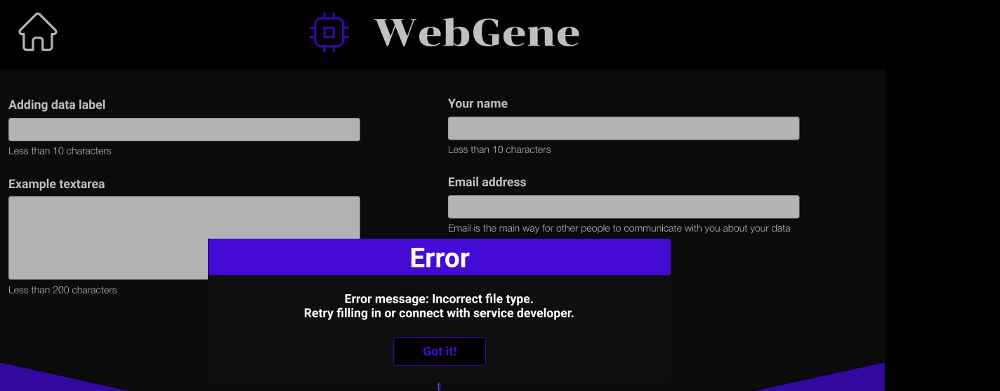 WebGene
Adding data label
Less than 10 characters
Example textarea
Less than 200 characters
Your name
Less than 10 characters
Email address
Email is the main way for other people to communicate with you about your data
Error
Error message: Incorrect file type.
Retry filling in or connect with service developer.
Got it!